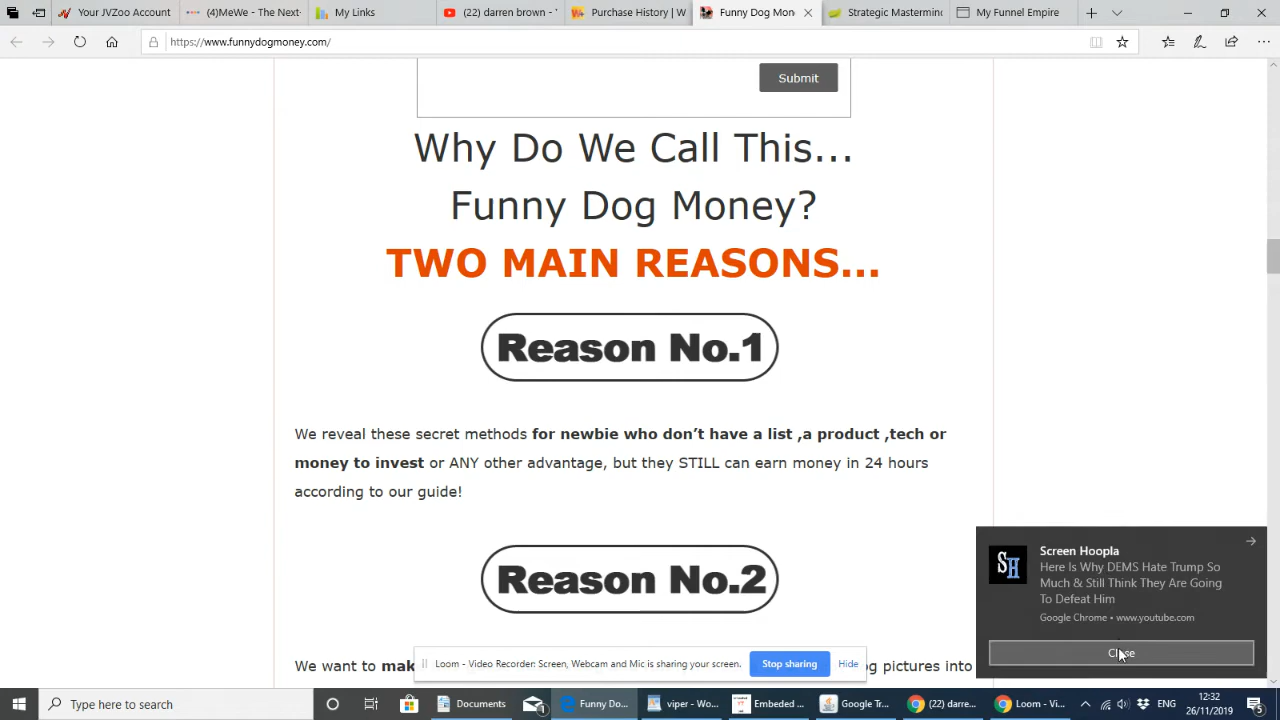 Your JVZoo Account
(4)MeWe - The Next
My Links
(22) darren brown -
Purchase History | W
Funny Dog Mon
Strategic Mastermin
My Funnel Empire
https://www.funnydogmoney.com/
Submit
Why Do We Call This...
Funny Dog Money?
TWO MAIN REASONS...
Reason No.1
We reveal these secret methods for newbie who don’t have a list ,a product ,tech or
money to invest or ANY other advantage, but they STILL can earn money in 24 hours
according to our guide!
Reason No.2
We want to mak
g pictures into
Screen Hoopla
Here Is Why DEMS Hate Trump So
Much & Still Think They Are Going
To Defeat Him
Google Chrome • www.youtube.com
Close
Loom - Video Recorder: Screen, Webcam and Mic is sharing your screen.
Stop sharing
Hide
Type here to search
Documents
Funny Do...
viper - Wo...
Embeded ...
Google Tr...
(22) darre...
Loom - Vi...
ENG
12:32
26/11/2019